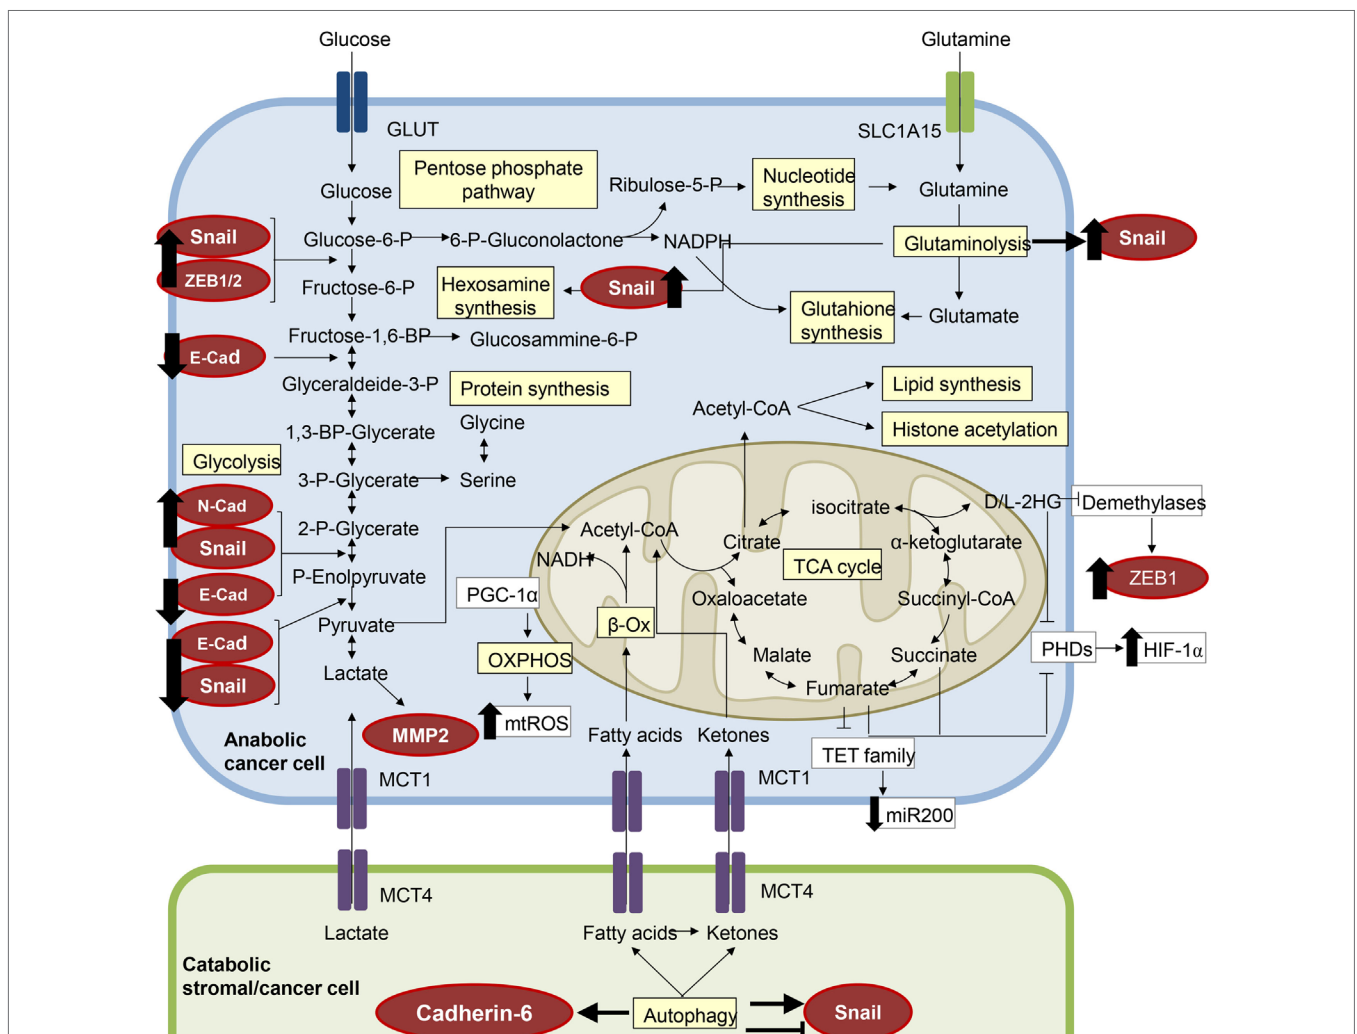 Glucose
Glutamine
GLUT
SLC1A15
Pentose phosphate
pathway
Glucose
Ribulose-5-P
Nucleotide
synthesis
Glutamine
Snail
Glucose-6-P
6-P-Gluconolactone
NADPH
Glutaminolysis
Snail
ZEB1/2
Fructose-6-P
Hexosamine
synthesis
Snail
Glutahione
synthesis
Glutamate
Fructose-1,6-BP
Glucosammine-6-P
E-Cad
Glyceraldeide-3-P
Protein synthesis
Lipid synthesis
Acetyl-CoA
Glycine
Histone acetylation
1,3-BP-Glycerate
Glycolysis
3-P-Glycerate
Serine
N-Cad
isocitrate
D/L-2HG
Demethylases
2-P-Glycerate
Acetyl-CoA
Citrate
α-ketoglutarate
Snail
NADH
TCA cycle
P-Enolpyruvate
ZEB1
E-Cad
PGC-1α
Oxaloacetate
Succinyl-CoA
Pyruvate
β-Ox
E-Cad
OXPHOS
Malate
Succinate
PHDs
HIF-1α
Lactate
Snail
Fumarate
MMP2
mtROS
Fatty acids
Ketones
Anabolic
cancer cell
TET family
MCT1
MCT1
miR200
MCT4
MCT4
Lactate
Fatty acids
Ketones
Catabolic
stromal/cancer cell
Cadherin-6
Autophagy
Snail